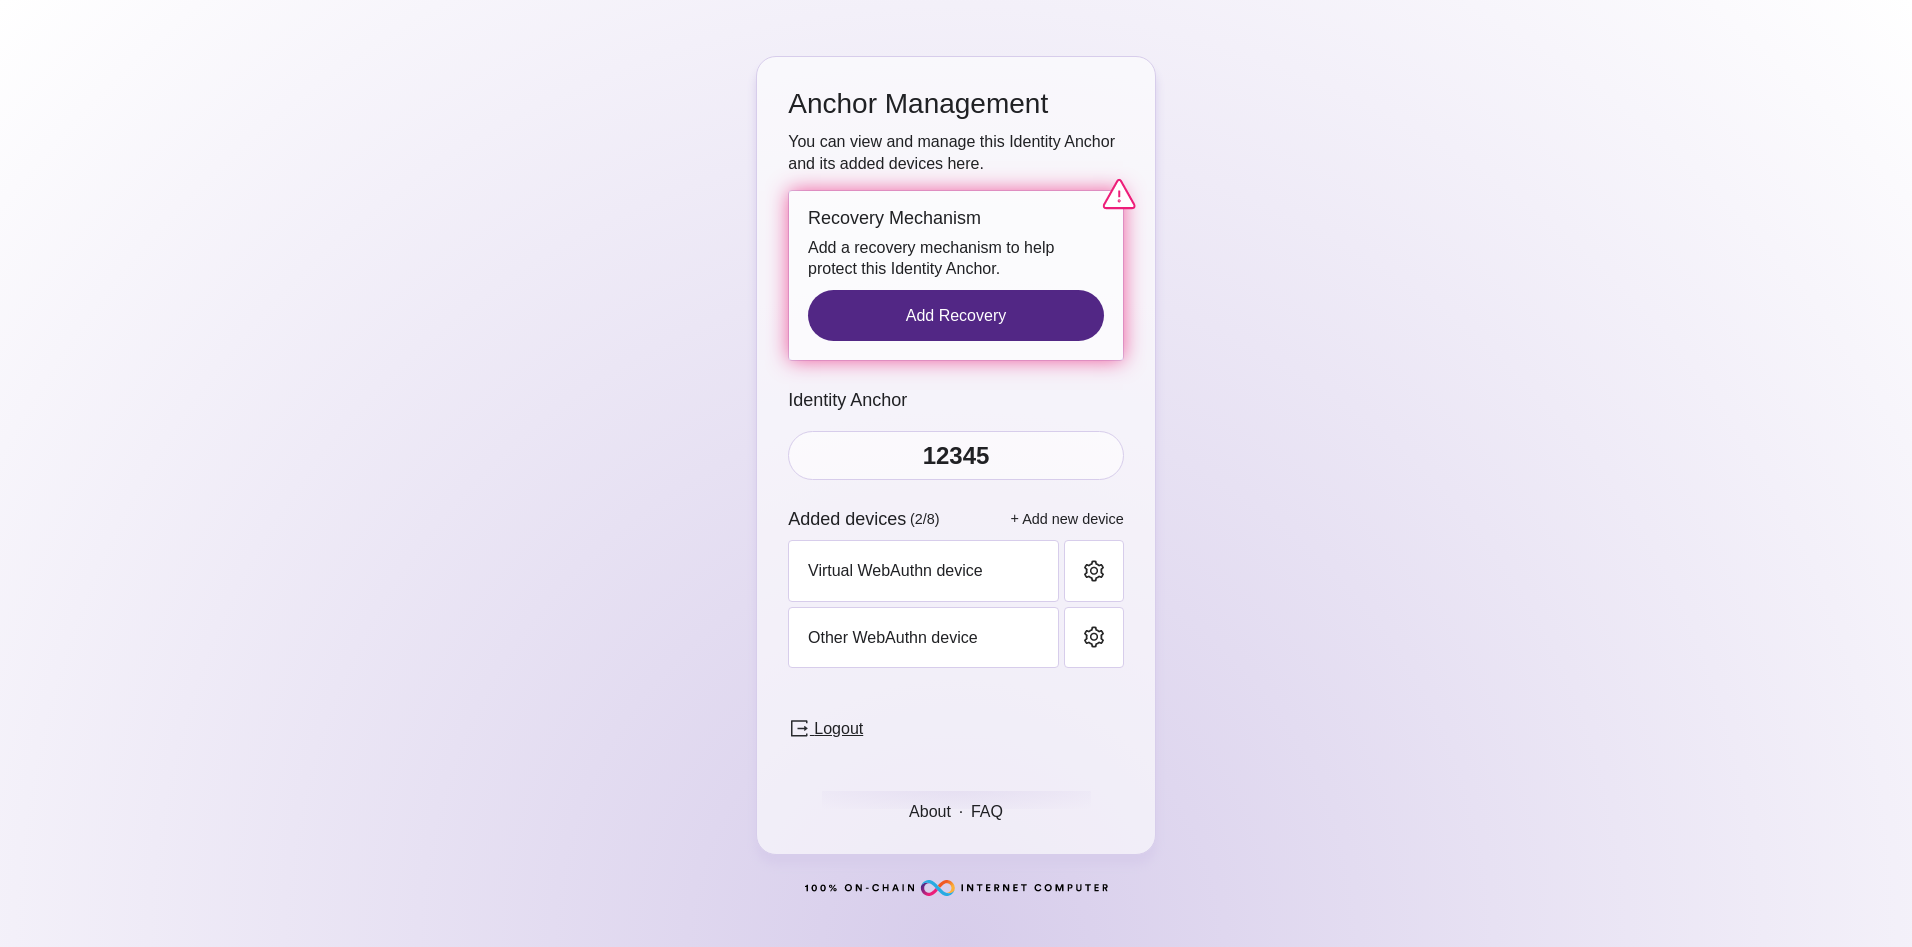 Anchor Management
You can view and manage this Identity Anchor
and its added devices here.
Recovery Mechanism
Add a recovery mechanism to help
protect this Identity Anchor.
Add Recovery
Identity Anchor
12345
Added devices (2/8) + Add new device
Virtual WebAuthn device
Other WebAuthn device
Logout
About · FAQ
100% ON-CHAIN INTERNET COMPUTER